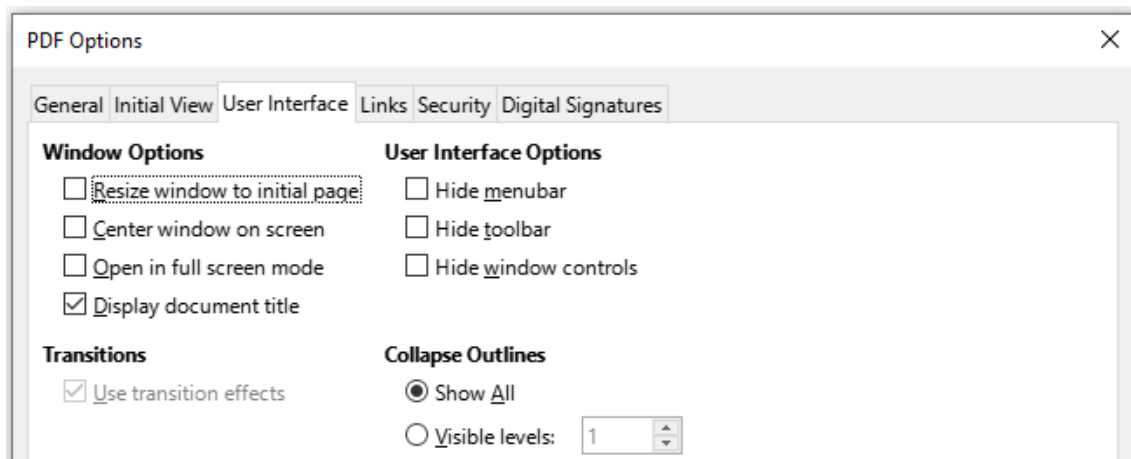 PDF Options
General Initial View User Interface Links Security Digital Signatures
Window Options
Resize window to initial page
Center window on screen
Open in full screen mode
Display document title
User Interface Options
Hide menubar
Hide toolbar
Hide window controls
Transitions
Use transition effects
Collapse Outlines
Show All
Visible levels: 1